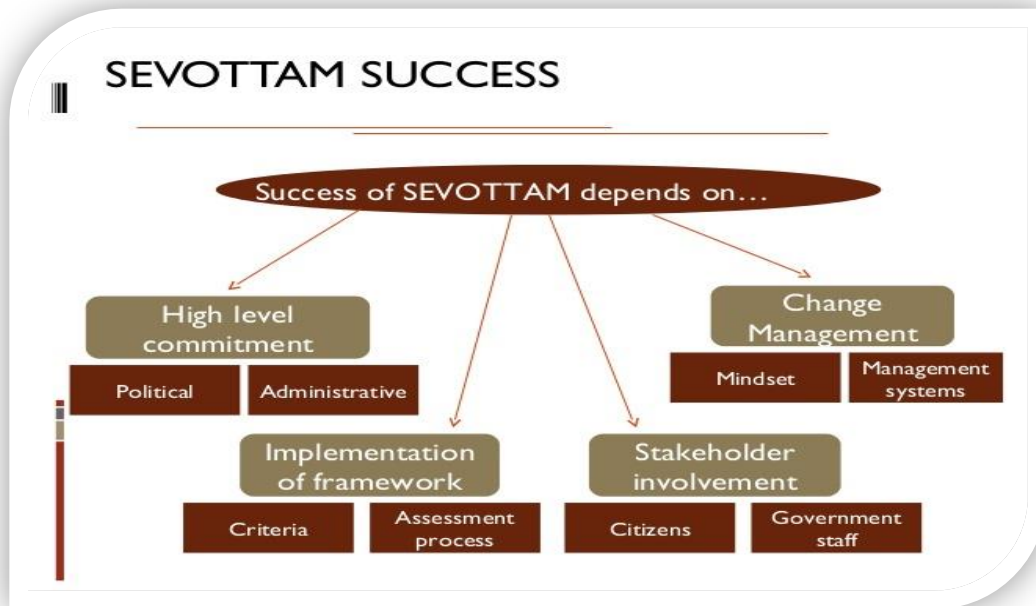 SEVOTTAM SUCCESS
Success of SEVOTTAM depends on...
High level
commitment
Political
Administrative
Implementation
of framework
Criteria
Assessment
process
Stakeholder
involvement
Citizens
Government
staff
Change
Management
Mindset
Management
systems